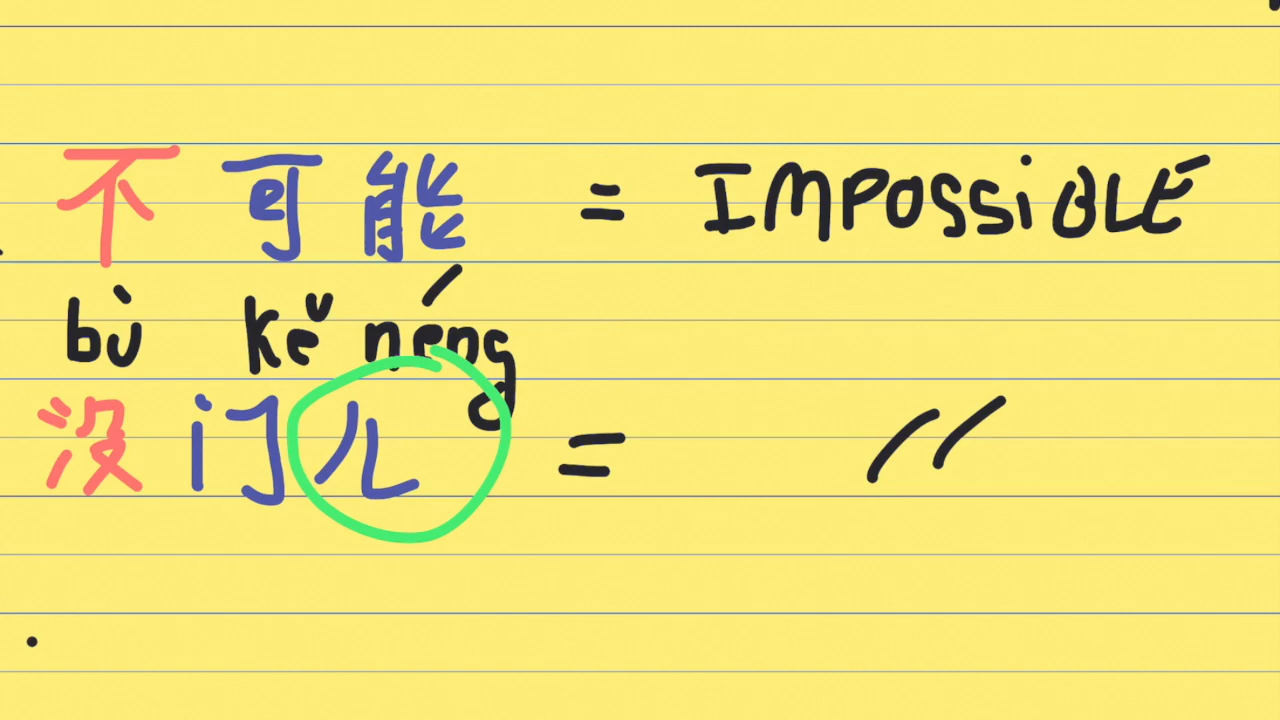 不可能 = IMPOSSIBLE
bù kě néng
没门儿 = //